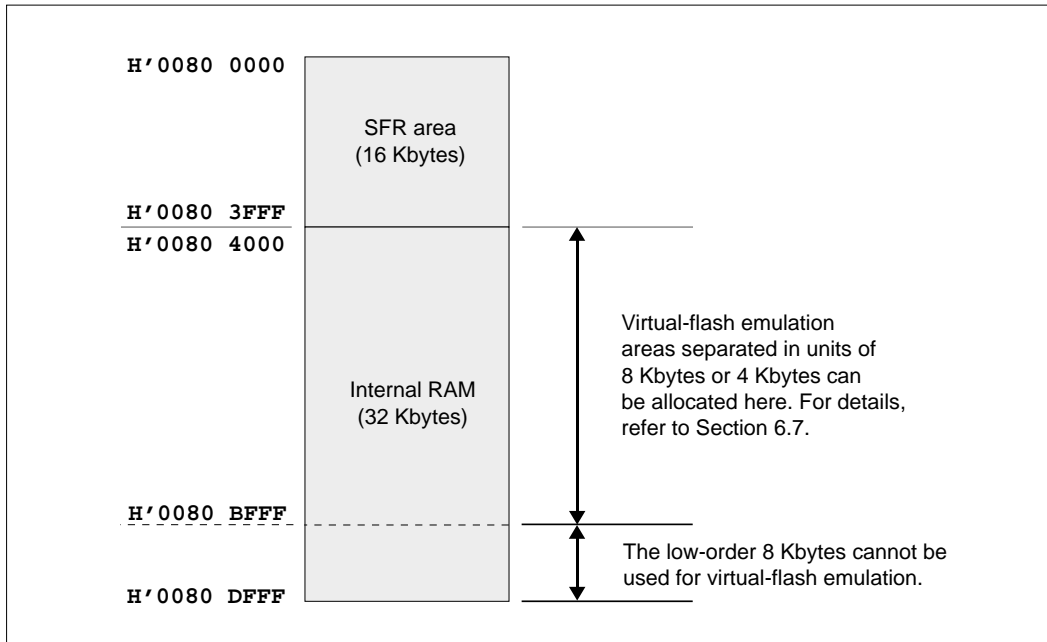 H'0080 0000
SFR area
(16 Kbytes)
H'0080 3FFF
H'0080 4000
Virtual-flash emulation
areas separated in units of
8 Kbytes or 4 Kbytes can
be allocated here. For details,
refer to Section 6.7.
Internal RAM
(32 Kbytes)
H'0080 BFFF
The low-order 8 Kbytes cannot be
used for virtual-flash emulation.
H'0080 DFFF